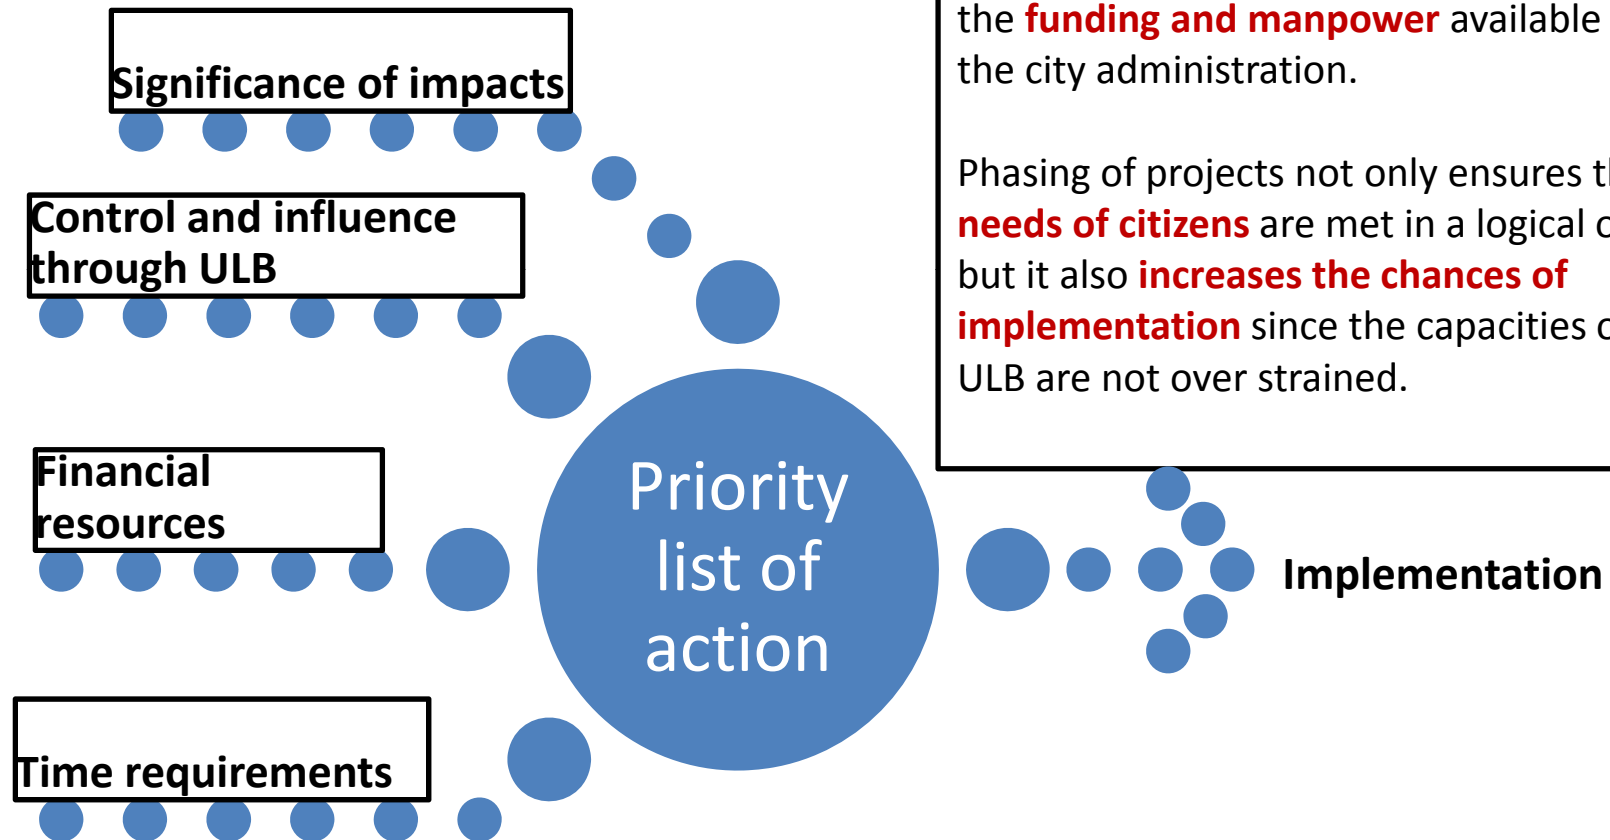 Significance of impacts
Control and influence
through ULB
Financial
resources
Time requirements
Priority
list of
action
the funding and manpower available
the city administration.
Phasing of projects not only ensures
needs of citizens are met in a logical
but it also increases the chances of
implementation since the capacities
ULB are not over strained.
Implementation